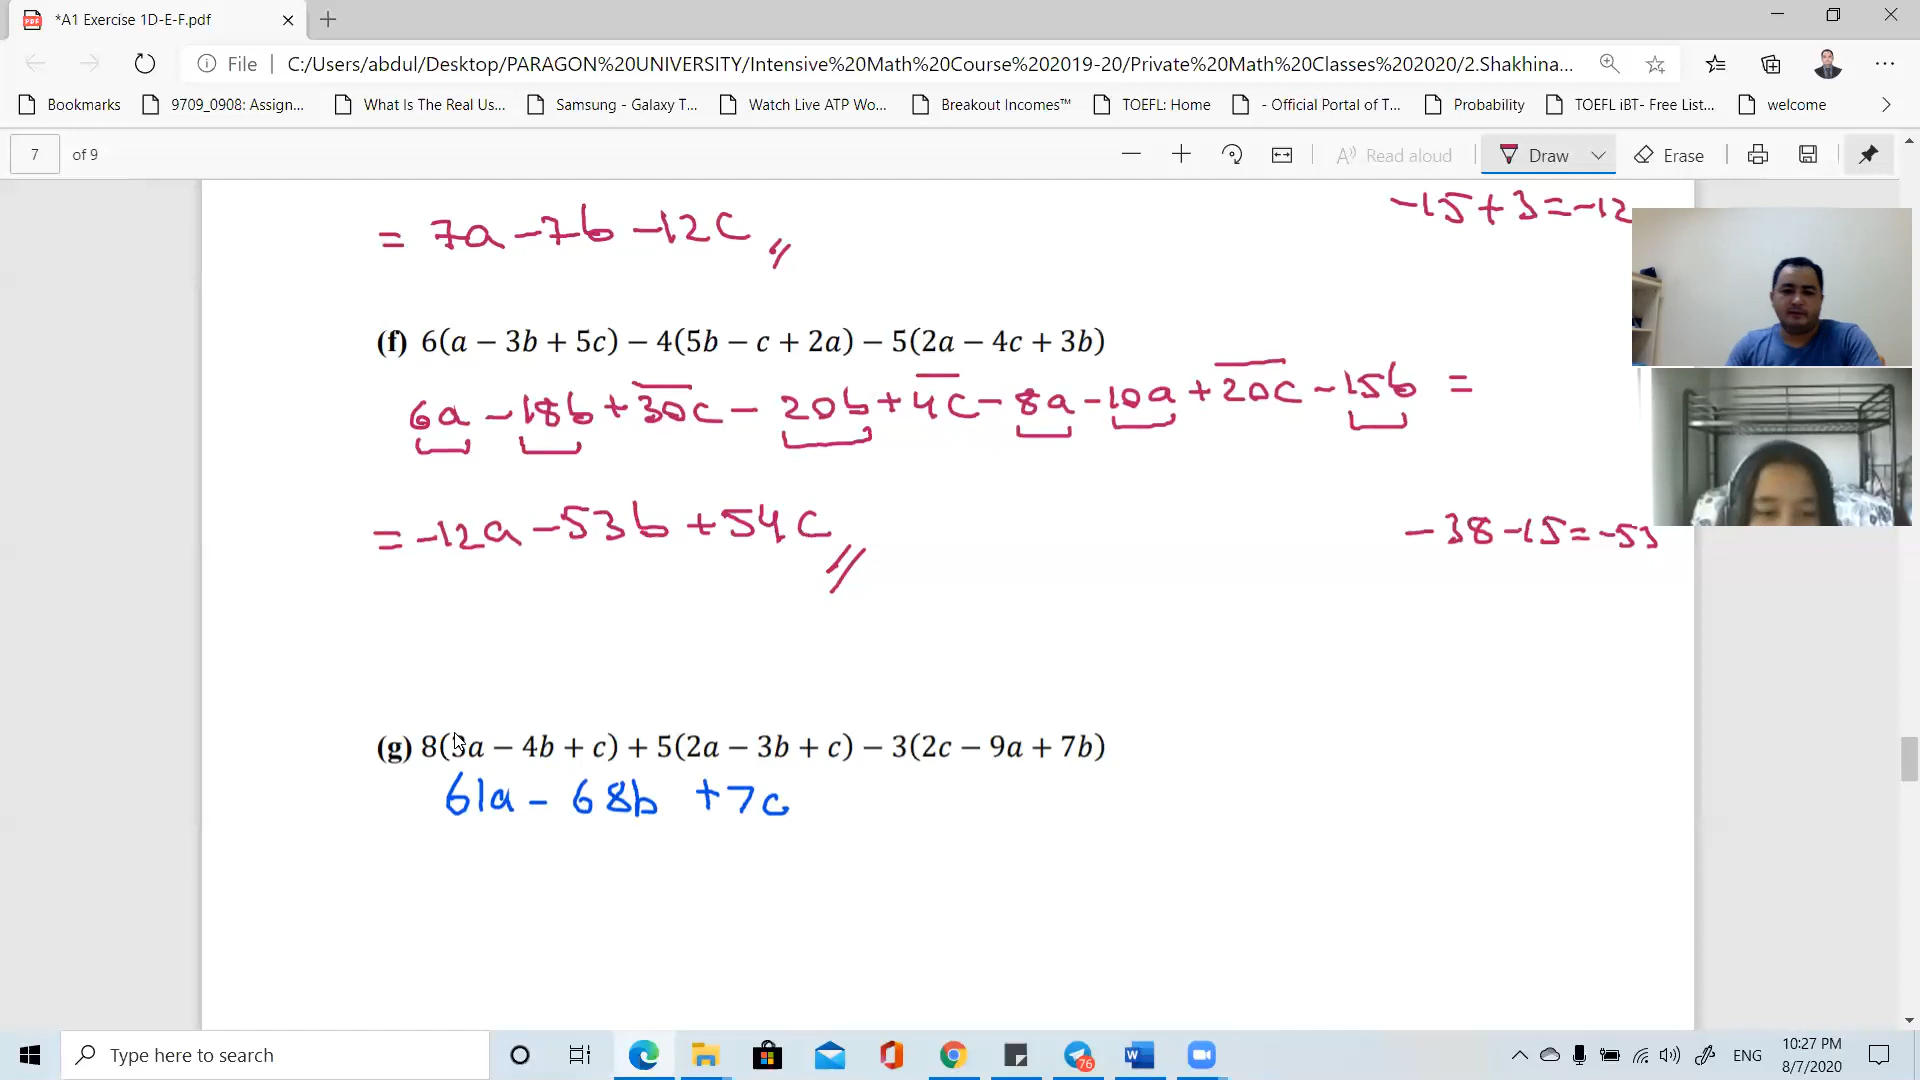 *A1 Exercise 1D-E-F.pdf
File C:/Users/abdul/Desktop/PARAGON%20UNIVERSITY/Intensive%20Math%20Course%202019-20/Private%20Math%20Classes%202020/2.Shakhina...
Bookmarks 9709_0908: Assign... What Is The Real Us... Samsung - Galaxy T... Watch Live ATP Wo... Breakout Incomes™ TOEFL: Home - Official Portal of T... Probability TOEFL iBT- Free List... welcome
7 of 9 Read aloud Draw Erase
-15+3=-12
= 7a -7b -12c
(f) 6(a − 3b + 5c) − 4(5b − c + 2a) − 5(2a − 4c + 3b)
6a - 18b + 30c - 20b + 4c - 8a - 10a + 20c - 15b =
= -12a - 53b + 54c
-38-15=-53
(g) 8(3a − 4b + c) + 5(2a − 3b + c) − 3(2c − 9a + 7b)
61a - 68b +7c
Type here to search
76
ENG
10:27 PM
8/7/2020